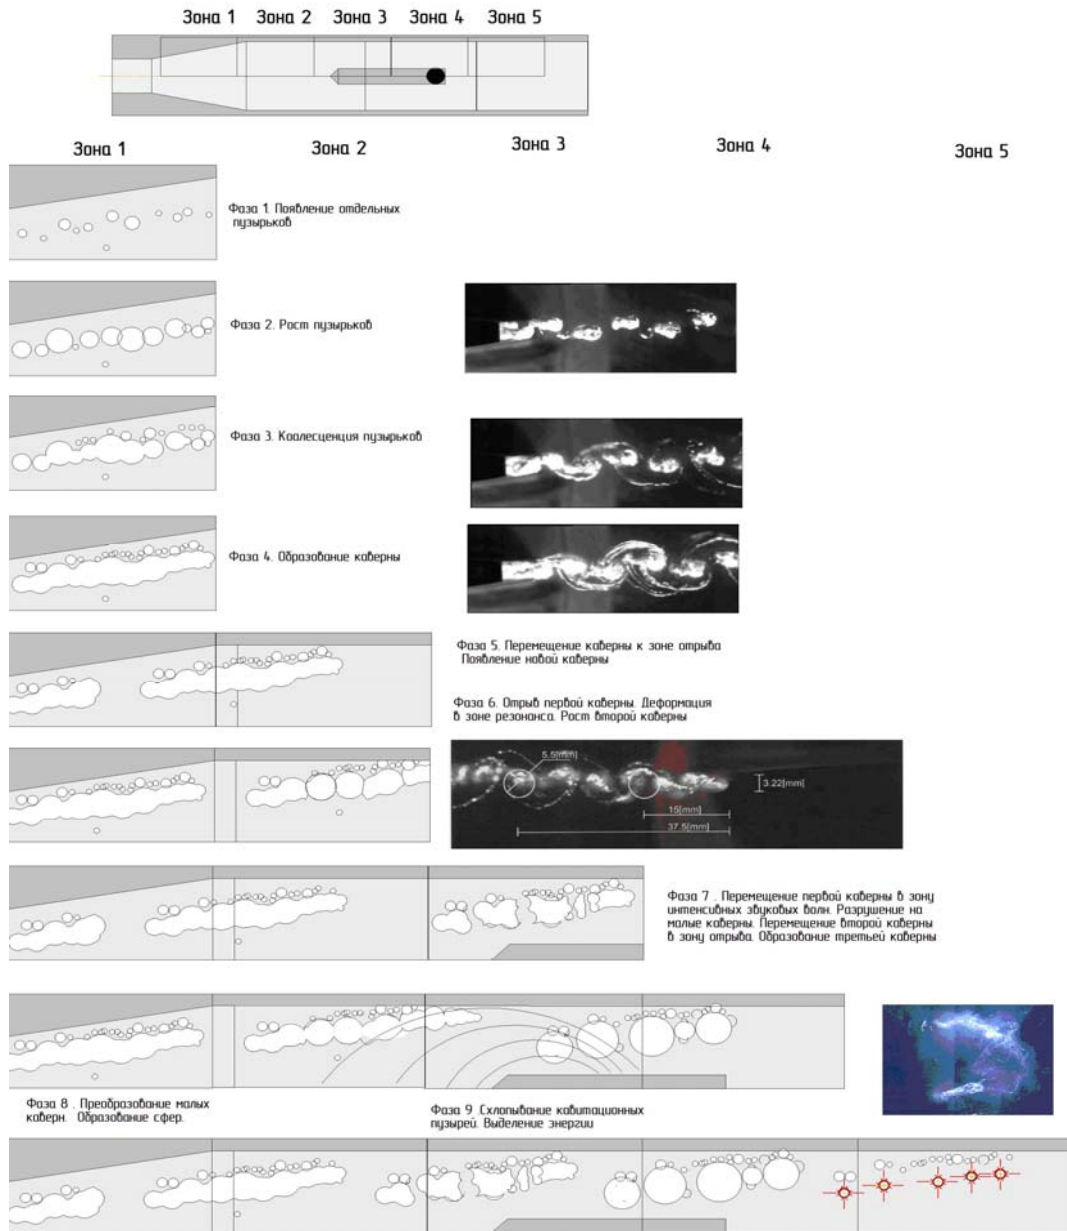 Зона 1 Зона 2 Зона 3 Зона 4 Зона 5
Зона 1 Зона 2 Зона 3 Зона 4 Зона 5
Фаза 1. Появление отдельных
пузырьков
Фаза 2. Рост пузырьков
Фаза 3. Коалесценция пузырьков
Фаза 4. Образование каверны
Фаза 5. Перемещение каверны к зоне отрыва
Появление новой каверны
Фаза 6. Отрыв первой каверны. Деформация
в зоне резонанса. Рост второй каверны
5.5[mm]
3.22[mm]
15[mm]
37.5[mm]
Фаза 7 . Перемещение первой каверны в зону
интенсивных звуковых волн. Разрушение на
малые каверны. Перемещение второй каверны
в зону отрыва. Образование третьей каверны
Фаза 8 . Преобразование малых
каверн. Образование сфер.
Фаза 9 .Схлапывание кавитационных
пузырей. Выделение энергии